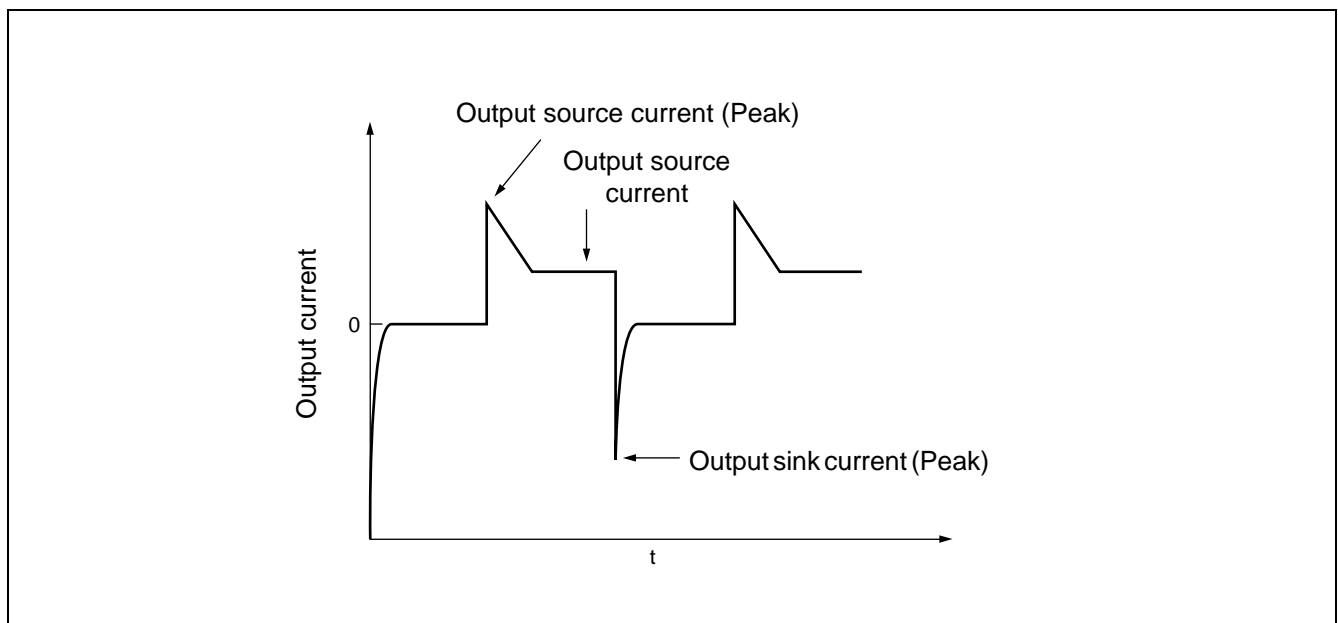 Output source current (Peak)
Output source
current
Output current
0
Output sink current (Peak)
t